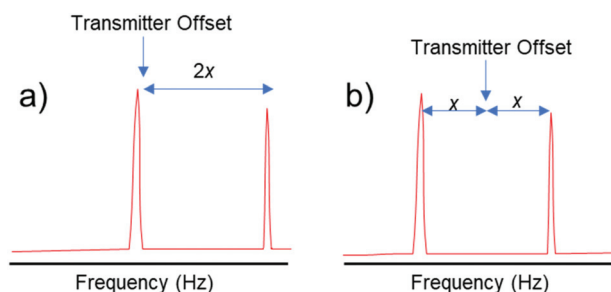 Transmitter Offset
a)
2x
Frequency (Hz)
Transmitter Offset
b)
x
x
Frequency (Hz)